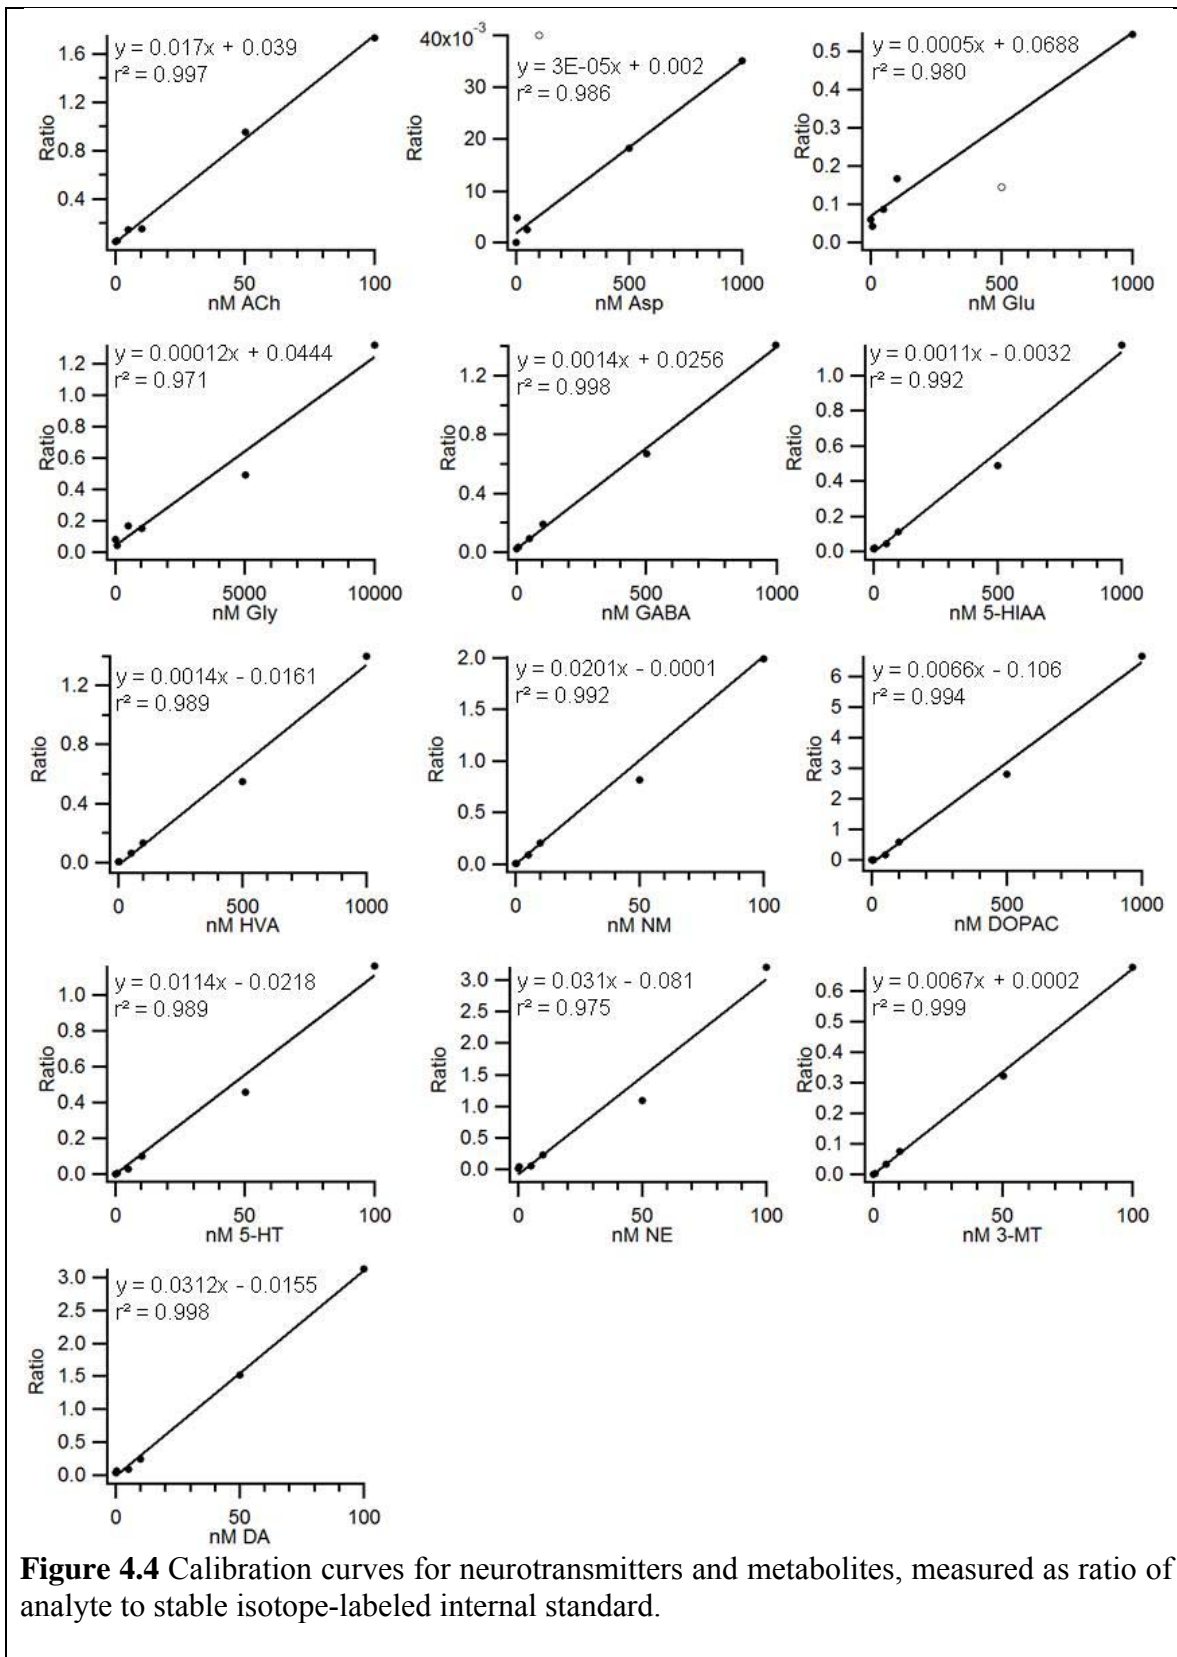 y = 0.017x + 0.039
r² = 0.997
1.6
1.2
0.8
0.4
Ratio
0 50 100
nM ACh
40x10⁻³
y = 3E-05x + 0.002
r² = 0.986
30
20
10
0
Ratio
0 500 1000
nM Asp
y = 0.0005x + 0.0688
r² = 0.980
0.5
0.4
0.3
0.2
0.1
0.0
Ratio
0 500 1000
nM Glu
y = 0.00012x + 0.0444
r² = 0.971
1.2
1.0
0.8
0.6
0.4
0.2
0.0
Ratio
0 5000 10000
nM Gly
y = 0.0014x + 0.0256
r² = 0.998
1.2
0.8
0.4
0.0
Ratio
0 500 1000
nM GABA
y = 0.0011x - 0.0032
r² = 0.992
1.0
0.8
0.6
0.4
0.2
0.0
Ratio
0 500 1000
nM 5-HIAA
y = 0.0014x - 0.0161
r² = 0.989
1.2
0.8
0.4
0.0
Ratio
0 500 1000
nM HVA
y = 0.0201x - 0.0001
r² = 0.992
2.0
1.5
1.0
0.5
0.0
Ratio
0 50 100
nM NM
y = 0.0066x - 0.106
r² = 0.994
6
5
4
3
2
1
0
Ratio
0 500 1000
nM DOPAC
y = 0.0114x - 0.0218
r² = 0.989
1.0
0.8
0.6
0.4
0.2
0.0
Ratio
0 50 100
nM 5-HT
y = 0.031x - 0.081
r² = 0.975
3.0
2.0
1.5
1.0
0.5
0.0
Ratio
0 50 100
nM NE
y = 0.0067x + 0.0002
r² = 0.999
0.6
0.5
0.4
0.3
0.2
0.1
0.0
Ratio
0 50 100
nM 3-MT
y = 0.0312x - 0.0155
r² = 0.998
3.0
2.5
2.0
1.5
1.0
0.5
0.0
Ratio
0 50 100
nM DA
Figure 4.4 Calibration curves for neurotransmitters and metabolites, measured as ratio of
analyte to stable isotope-labeled internal standard.